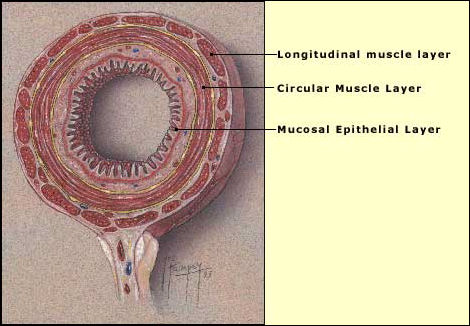 Longitudinal muscle layer
Circular Muscle Layer
Mucosal Epithelial Layer